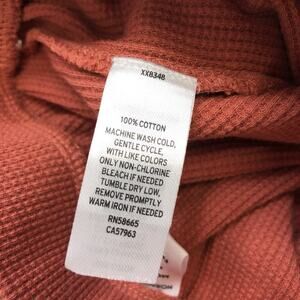 XX8348
100% COTTON
MACHINE WASH COLD,
GENTLE CYCLE,
WITH LIKE COLORS
ONLY NON-CHLORINE
BLEACH IF NEEDED
TUMBLE DRY LOW,
REMOVE PROMPTLY
WARM IRON IF NEEDED
RN58665
CA57963